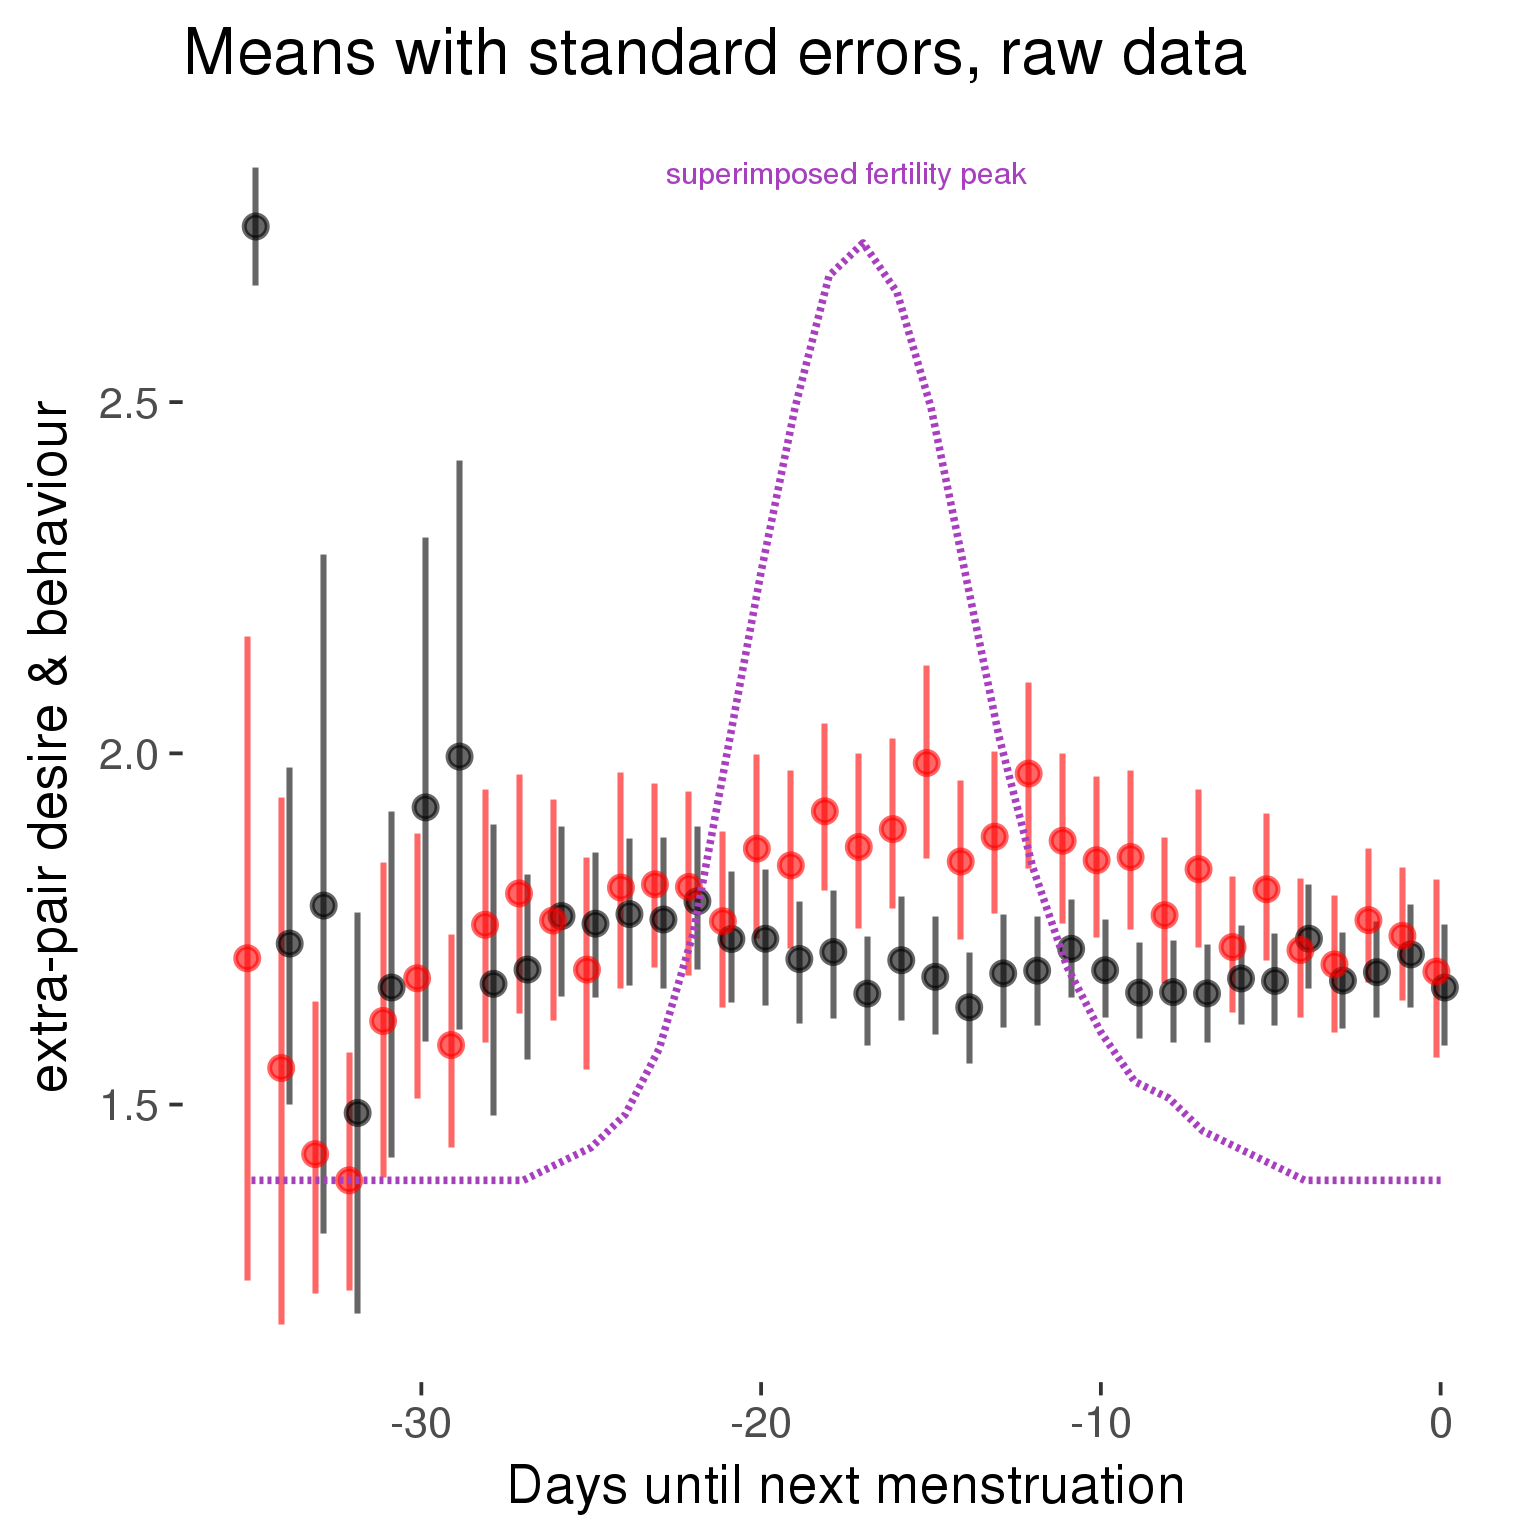 Means with standard errors, raw data
superimposed fertility peak
extra-pair desire & behaviour
2.5
2.0
1.5
-30
-20
-10
0
Days until next menstruation